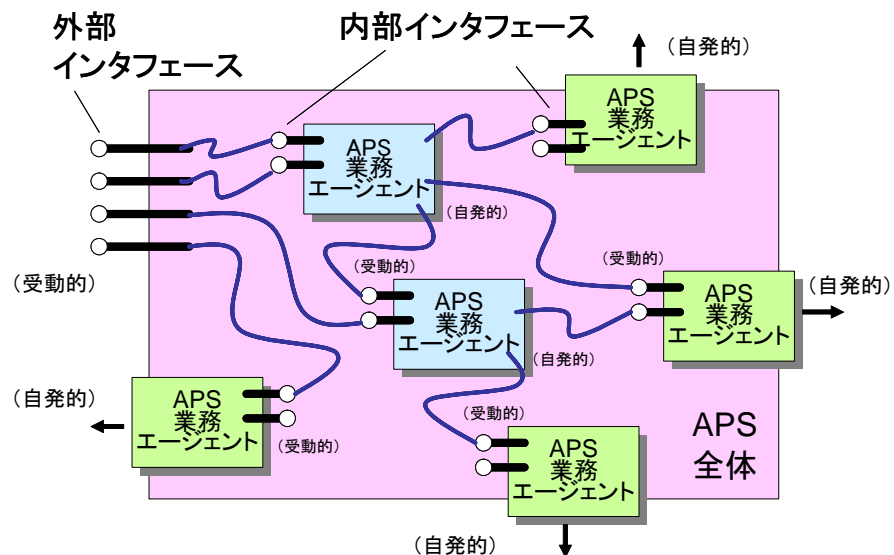 外部
インタフェース
内部インタフェース
(自発的)
APS
業務
エージェント
APS
業務
エージェント
(自発的)
(受動的)
(受動的)
(受動的)
APS
業務
エージェント
(自発的)
APS
業務
エージェント
(自発的)
(自発的)
APS
業務
エージェント
(受動的)
(受動的)
APS
業務
エージェント
APS
全体
(自発的)